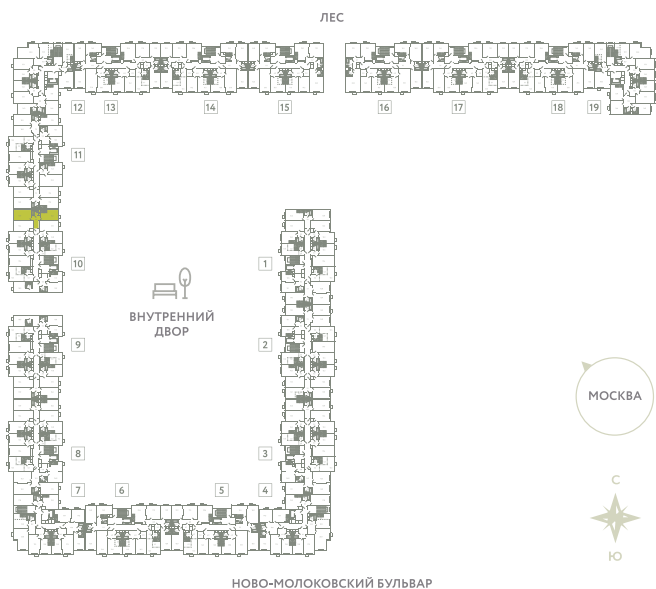 ЛЕС
12 13 14 15 16 17 18 19
11
10 1
ВНУТРЕННИЙ
ДВОР
9 2
МОСКВА
8 3
7 6 5 4
С
Ю
НОВО-МОЛОКОВСКИЙ БУЛЬВАР